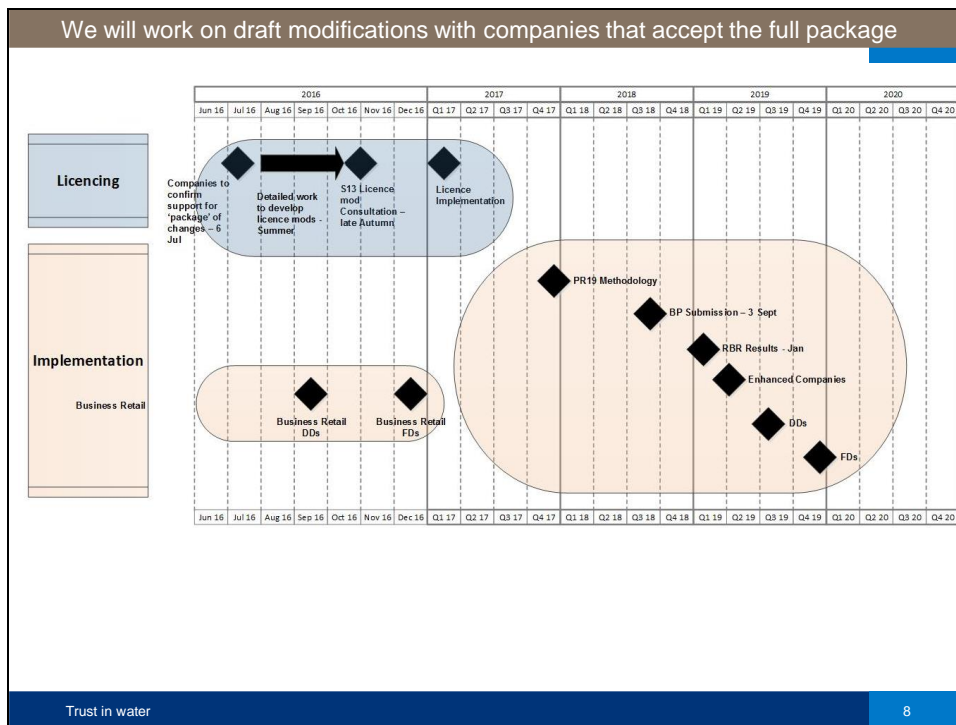 We will work on draft modifications with companies that accept the full package
2016 2017 2018 2019 2020
Jun 16 Jul 16 Aug 16 Sep 16 Oct 16 Nov 16 Dec 16 Q1 17 Q2 17 Q3 17 Q4 17 Q1 18 Q2 18 Q3 18 Q4 18 Q1 19 Q2 19 Q3 19 Q4 19 Q1 20 Q2 20 Q3 20 Q4 20
Licencing
Companies to
confirm
support for
'package' of
changes – 6
Jul
Detailed work
to develop
licence mods -
Summer
S13 Licence
mod
Consultation –
late Autumn
Licence
Implementation
Implementation
Business Retail
PR19 Methodology
BP Submission – 3 Sept
RBR Results - Jan
Enhanced Companies
DDs
FDs
Business Retail
DDs
Business Retail
FDs
Jun 16 Jul 16 Aug 16 Sep 16 Oct 16 Nov 16 Dec 16 Q1 17 Q2 17 Q3 17 Q4 17 Q1 18 Q2 18 Q3 18 Q4 18 Q1 19 Q2 19 Q3 19 Q4 19 Q1 20 Q2 20 Q3 20 Q4 20
Trust in water
8